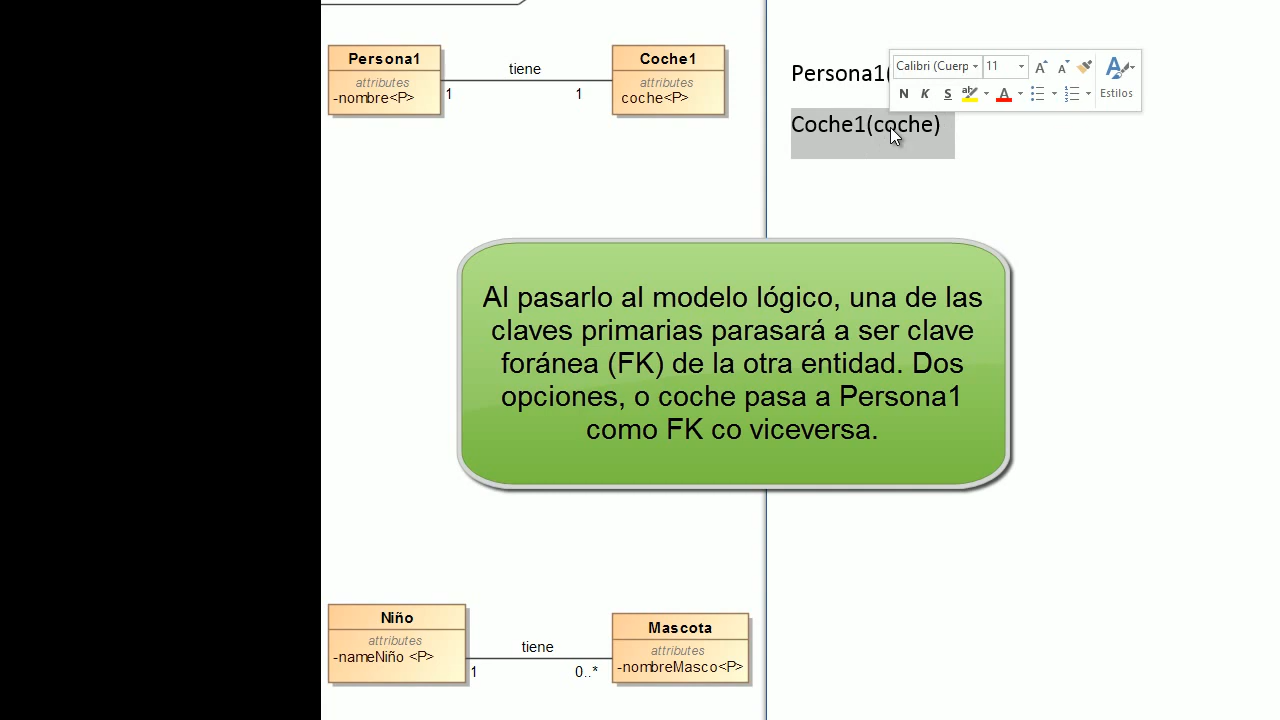 Persona1
attributes
-nombre<P>
tiene
1
1
Coche1
attributes
coche<P>
Persona1(
Calibri (Cuerp
11
A
A
A
N K S
ab
A
Estilos
Coche1(coche)
Al pasarlo al modelo lógico, una de las
claves primarias parasará a ser clave
foránea (FK) de la otra entidad. Dos
opciones, o coche pasa a Persona1
como FK co viceversa.
Niño
attributes
-nameNiño <P>
tiene
1
0..*
Mascota
attributes
-nombreMasco<P>